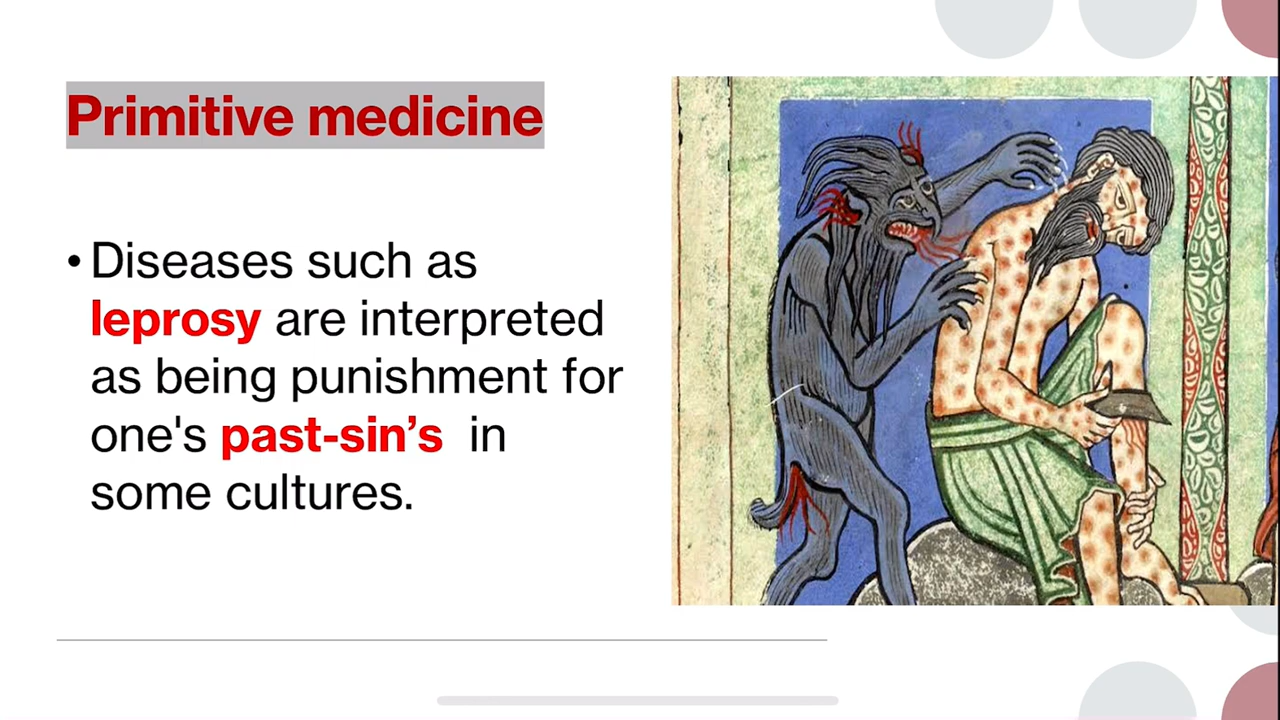 Primitive medicine
• Diseases such as
leprosy are interpreted
as being punishment for
one's past-sin’s in
some cultures.